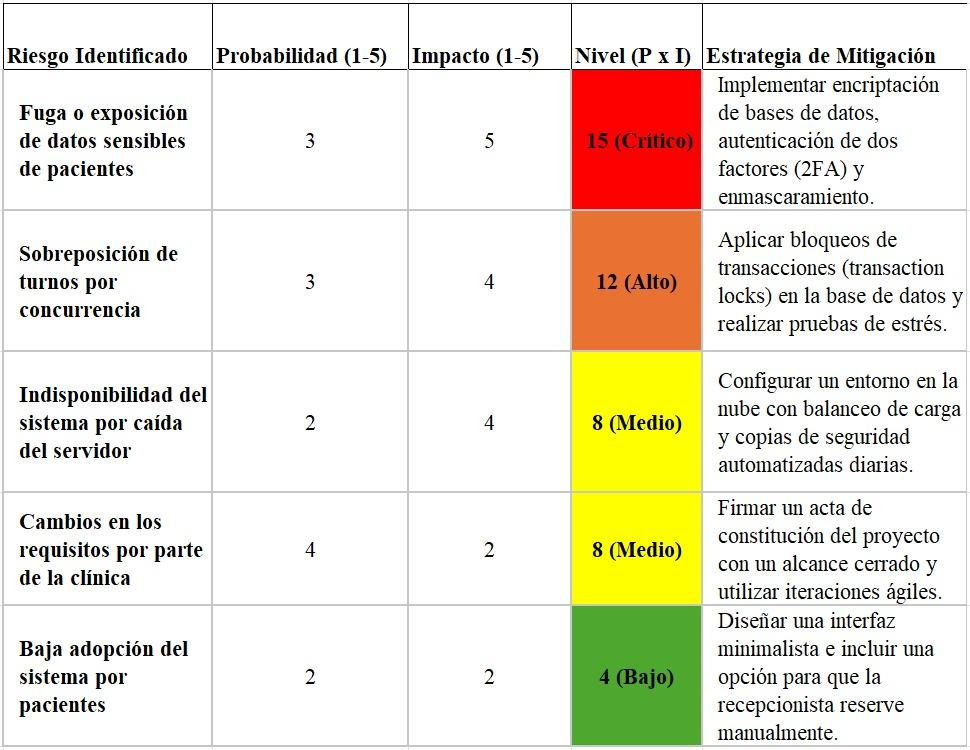 Riesgo Identificado Probabilidad (1-5) Impacto (1-5) Nivel (P x I) Estrategia de Mitigación
Fuga o exposición
de datos sensibles
de pacientes
3
5
15 (Crítico)
Implementar encriptación
de bases de datos,
autenticación de dos
factores (2FA) y
enmascaramiento.
Sobreposición de
turnos por
concurrencia
3
4
12 (Alto)
Aplicar bloqueos de
transacciones (transaction
locks) en la base de datos y
realizar pruebas de estrés.
Indisponibilidad del
sistema por caída
del servidor
2
4
8 (Medio)
Configurar un entorno en la
nube con balanceo de carga
y copias de seguridad
automatizadas diarias.
Cambios en los
requisitos por parte
de la clínica
4
2
8 (Medio)
Firmar un acta de
constitución del proyecto
con un alcance cerrado y
utilizar iteraciones ágiles.
Baja adopción del
sistema por
pacientes
2
2
4 (Bajo)
Diseñar una interfaz
minimalista e incluir una
opción para que la
recepcionista reserve
manualmente.